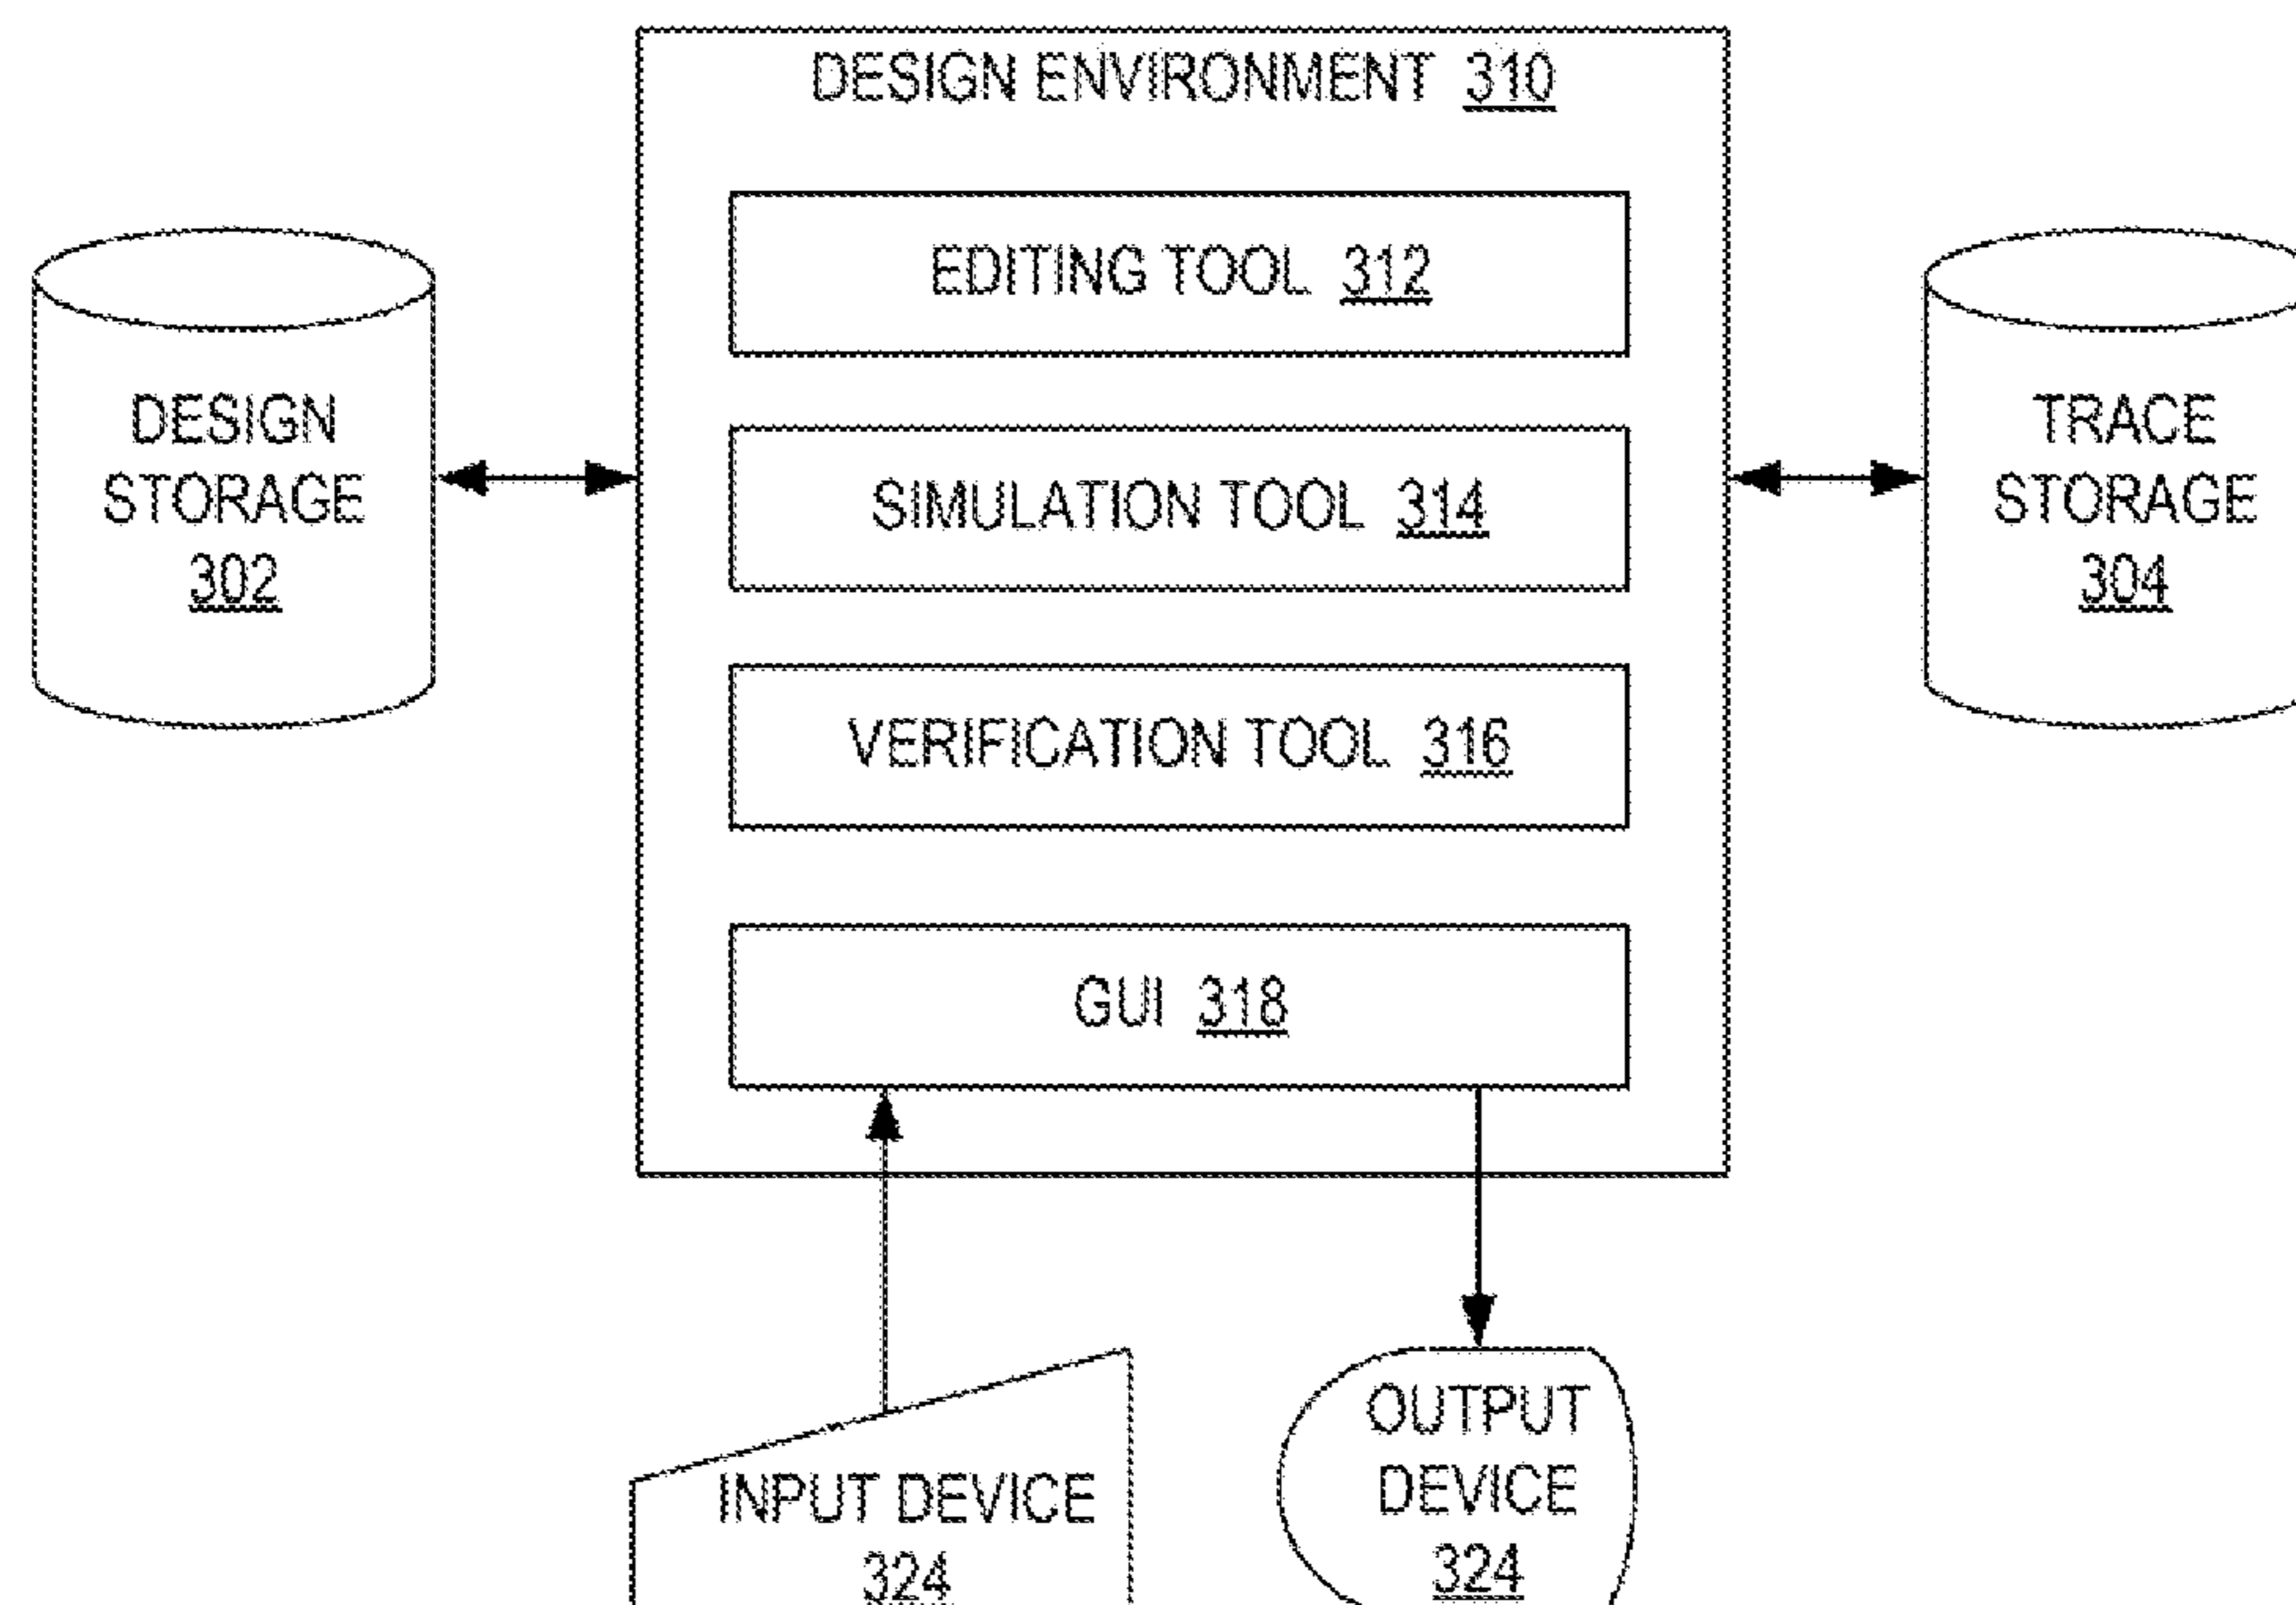 DESIGN ENVIRONMENT 310
EDITING TOOL 312
DESIGN
STORAGE
302
SIMULATION TOOL 314
TRACE
STORAGE
304
VERIFICATION TOOL 316
GUI 318
INPUT DEVICE
324
OUTPUT
DEVICE
324